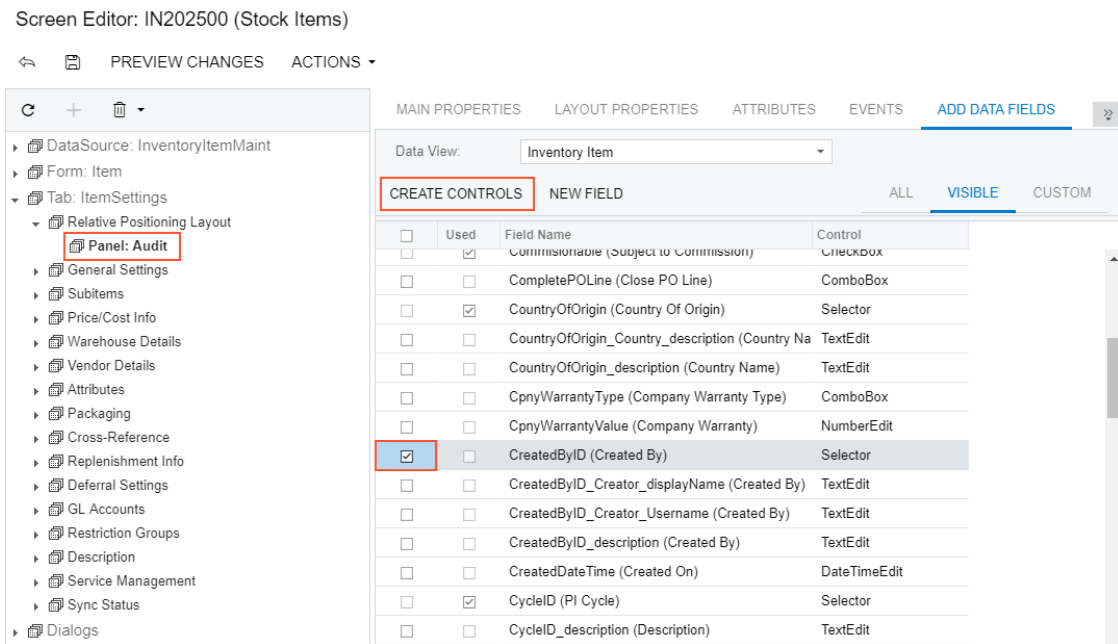 Screen Editor: IN202500 (Stock Items)
PREVIEW CHANGES ACTIONS
MAIN PROPERTIES LAYOUT PROPERTIES ATTRIBUTES EVENTS ADD DATA FIELDS
DataSource: InventoryItemMaint
Form: Item
Tab: ItemSettings
Relative Positioning Layout
Panel: Audit
General Settings
Subitems
Price/Cost Info
Warehouse Details
Vendor Details
Attributes
Packaging
Cross-Reference
Replenishment Info
Deferral Settings
GL Accounts
Restriction Groups
Description
Service Management
Sync Status
Dialogs
Data View: Inventory Item
CREATE CONTROLS NEW FIELD ALL VISIBLE CUSTOM
Used Field Name Control
Commisionable (Subject to Commission) CheckBox
CompletePOLine (Close PO Line) ComboBox
CountryOfOrigin (Country Of Origin) Selector
CountryOfOrigin_Country_description (Country Na TextEdit
CountryOfOrigin_description (Country Name) TextEdit
CpnyWarrantyType (Company Warranty Type) ComboBox
CpnyWarrantyValue (Company Warranty) NumberEdit
CreatedByID (Created By) Selector
CreatedByID_Creator_displayName (Created By) TextEdit
CreatedByID_Creator_Username (Created By) TextEdit
CreatedByID_description (Created By) TextEdit
CreatedDateTime (Created On) DateTimeEdit
CycleID (PI Cycle) Selector
CycleID_description (Description) TextEdit